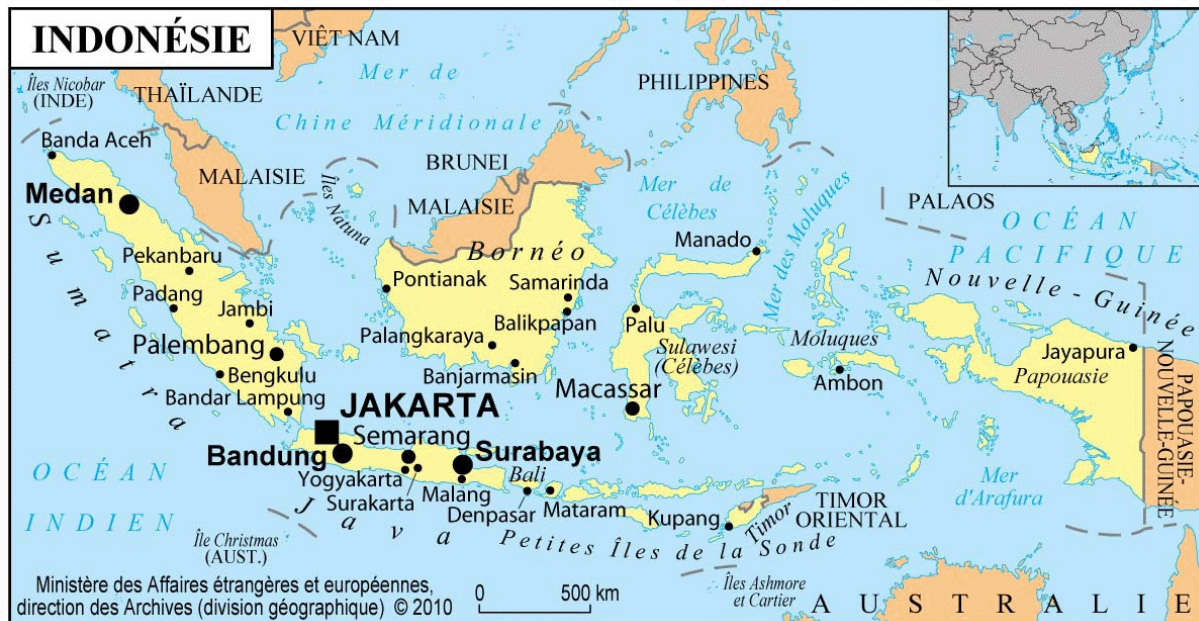 INDONÉSIE
VIÊT NAM
Îles Nicobar
(INDE)
THAÏLANDE
Mer de
Chine Méridionale
PHILIPPINES
Banda Aceh
MALAISIE
BRUNEI
MALAISIE
Îles Natuna
Mer de
Célèbes
Mer des Moluques
PALAOS
OCÉAN
PACIFIQUE
Medan
Sumatra
Pekanbaru
Padang
Jambi
Palembang
Bengkulu
Bandar Lampung
Bornéo
Pontianak
Samarinda
Balikpapan
Palangkaraya
Banjarmasin
Manado
Palu
Sulawesi
(Célèbes)
Macassar
Moluques
Ambon
Nouvelle-Guinée
Jayapura
Papouasie
PAPOUASIE-
NOUVELLE-GUINÉE
JAKARTA
Semarang
Bandung
Surabaya
Yogyakarta
Surakarta
Malang
Bali
Denpasar
Mataram
Java
Kupang
Timor
TIMOR
ORIENTAL
Petites Îles de la Sonde
Mer
d'Arafura
OCÉAN
INDIEN
Île Christmas
(AUST.)
Îles Ashmore
et Cartier
AUSTRALIE
Ministère des Affaires étrangères et européennes,
direction des Archives (division géographique) © 2010
0 500 km